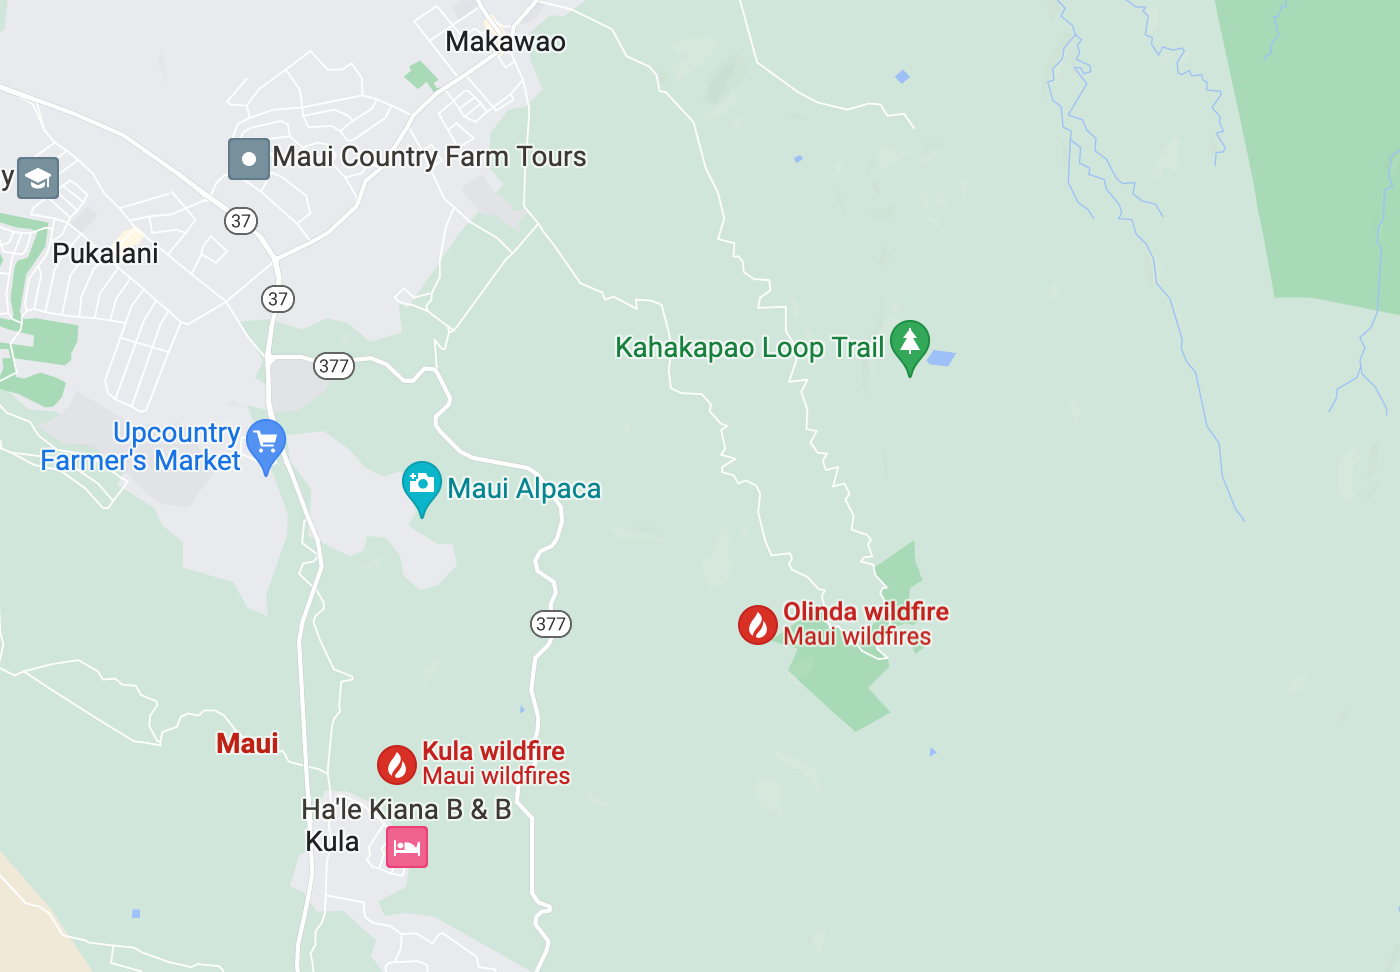 Makawao
Maui Country Farm Tours
y
37
Pukalani
37
Kahakapao Loop Trail
377
Upcountry
Farmer's Market
Maui Alpaca
Olinda wildfire
Maui wildfires
377
Maui
Kula wildfire
Maui wildfires
Ha'le Kiana B & B
Kula